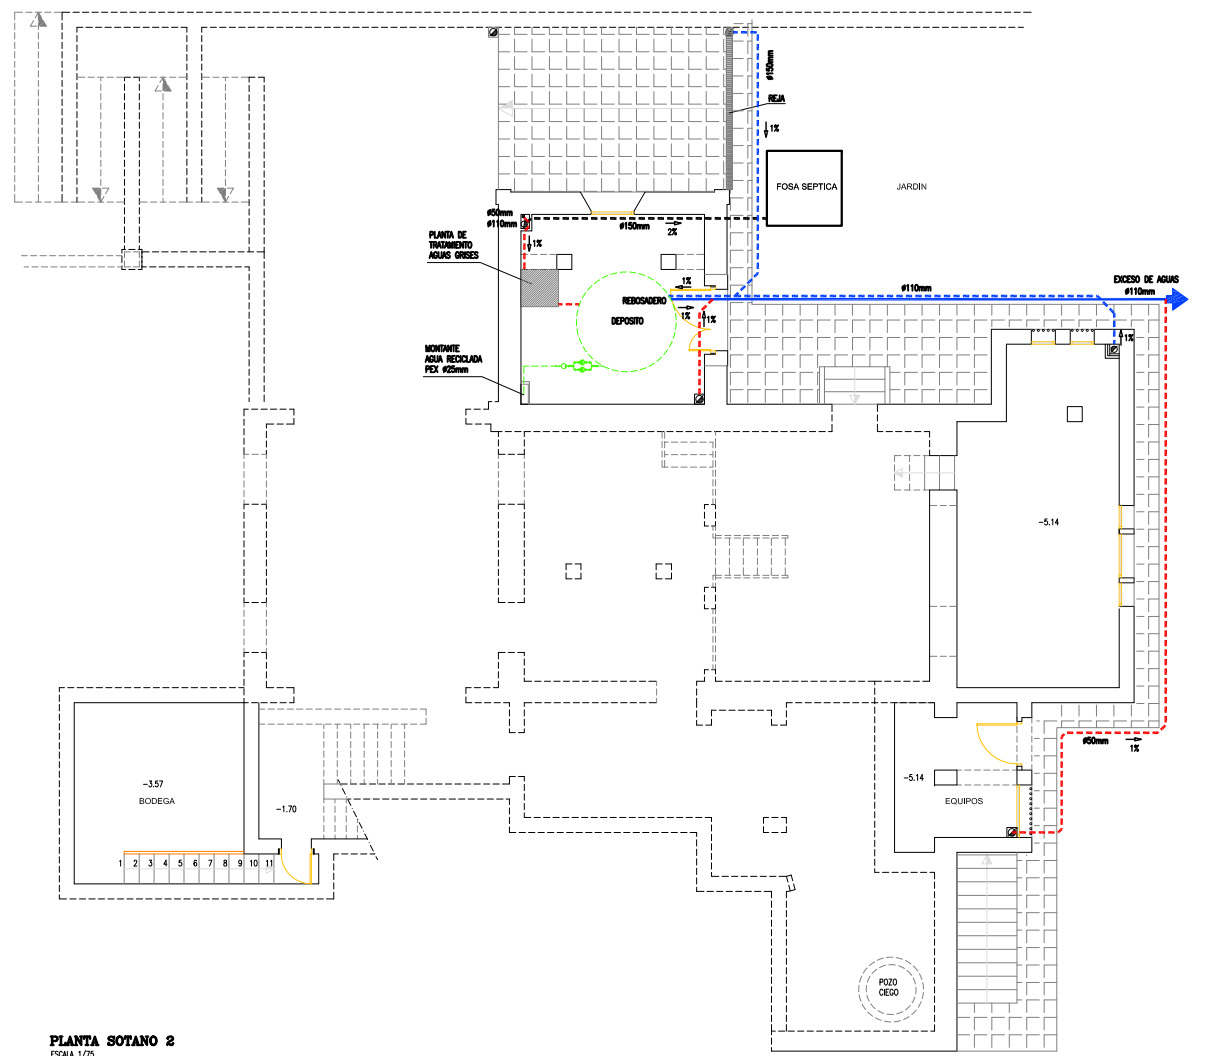 ø150mm
REJA
1%
FOSA SEPTICA
JARDIN
ø50mm
ø110mm
ø150mm
2%
PLANTA DE
TRATAMIENTO
AGUAS GRISES
1%
1%
REBOSADERO
1%
1%
DEPOSITO
ø110mm
EXCESO DE AGUAS
ø110mm
1%
MONTANTE
AGUA RECICLADA
PEX ø25mm
-5.14
ø50mm
1%
-3.57
BODEGA
-1.70
-5.14
EQUIPOS
1 2 3 4 5 6 7 8 9 10 11
POZO
CIEGO
PLANTA SOTANO 2
ESCALA 1/75